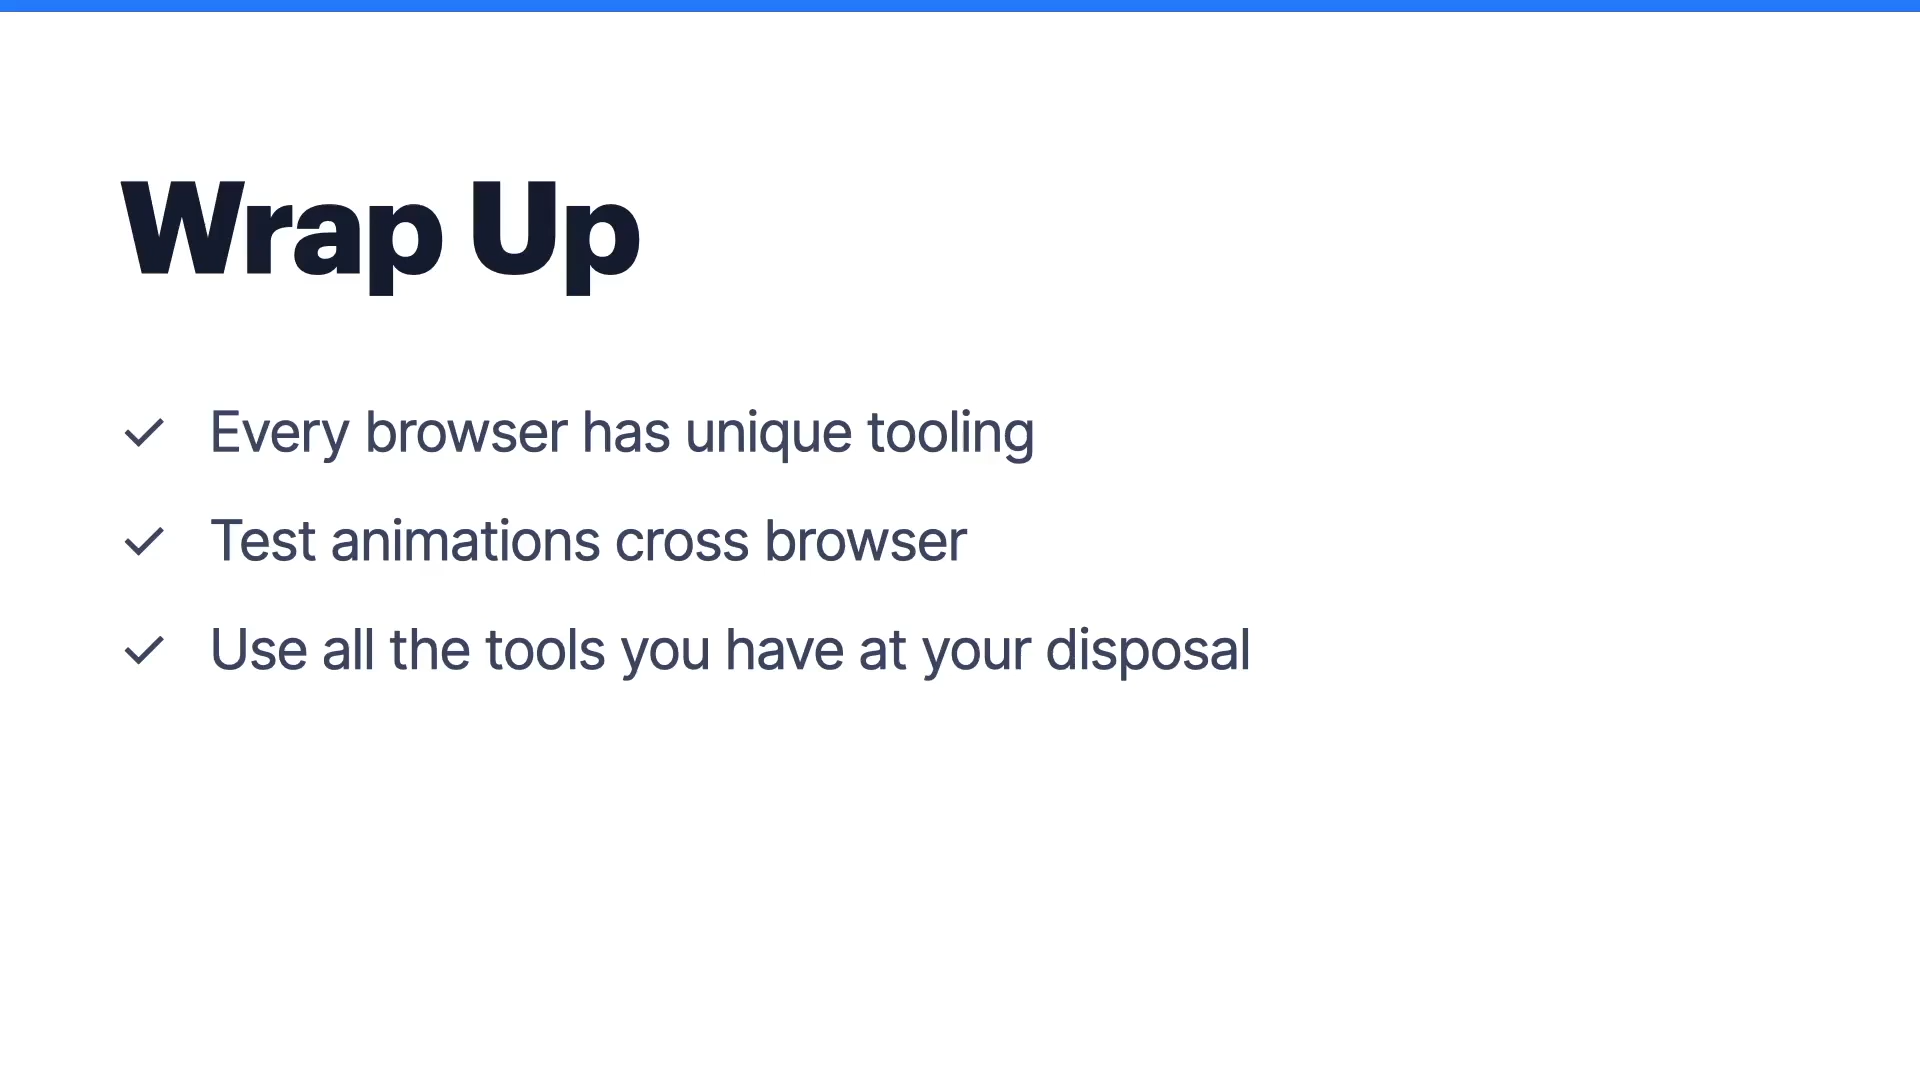 Wrap Up
Every browser has unique tooling
Test animations cross browser
Use all the tools you have at your disposal